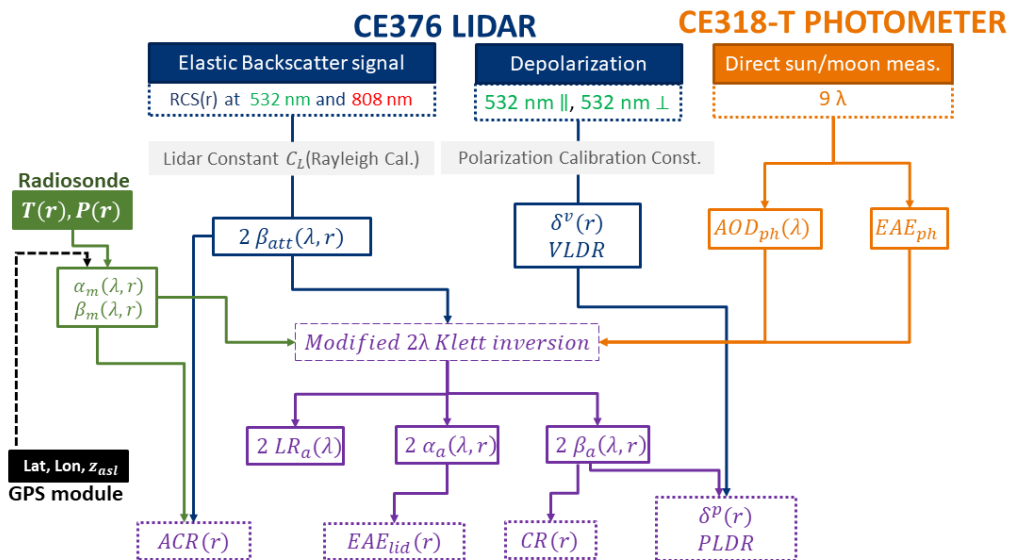 CE376 LIDAR
CE318-T PHOTOMETER
Elastic Backscatter signal
RCS(r) at 532 nm and 808 nm
Depolarization
532 nm ∥, 532 nm ⊥
Direct sun/moon meas.
9 λ
Lidar Constant C_L(Rayleigh Cal.)
Polarization Calibration Const.
Radiosonde
T(r), P(r)
2 β_att(λ, r)
δ^v(r)
VLDR
AOD_ph(λ)
EAE_ph
α_m(λ, r)
β_m(λ, r)
Modified 2λ Klett inversion
2 LR_a(λ)
2 α_a(λ, r)
2 β_a(λ, r)
Lat, Lon, z_asl
GPS module
ACR(r)
EAE_lid(r)
CR(r)
δ^p(r)
PLDR